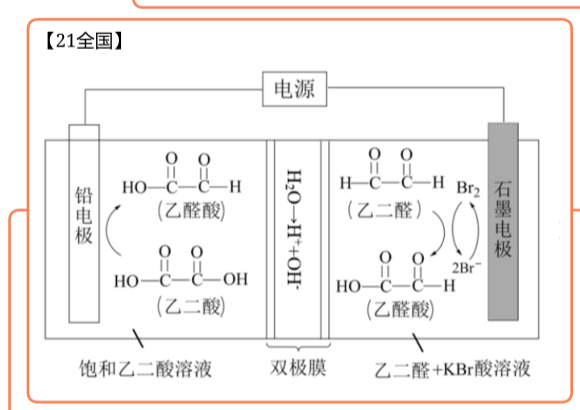 【21全国】
电源
铅电极
O O
HO—C—C—H
(乙醛酸)
O O
HO—C—C—OH
(乙二酸)
H₂O→H⁺+OH⁻
O O
H—C—C—H
(乙二醛)
O O
HO—C—C—H
(乙醛酸)
Br₂
2Br⁻
石墨电极
饱和乙二酸溶液
双极膜
乙二醛+KBr酸溶液